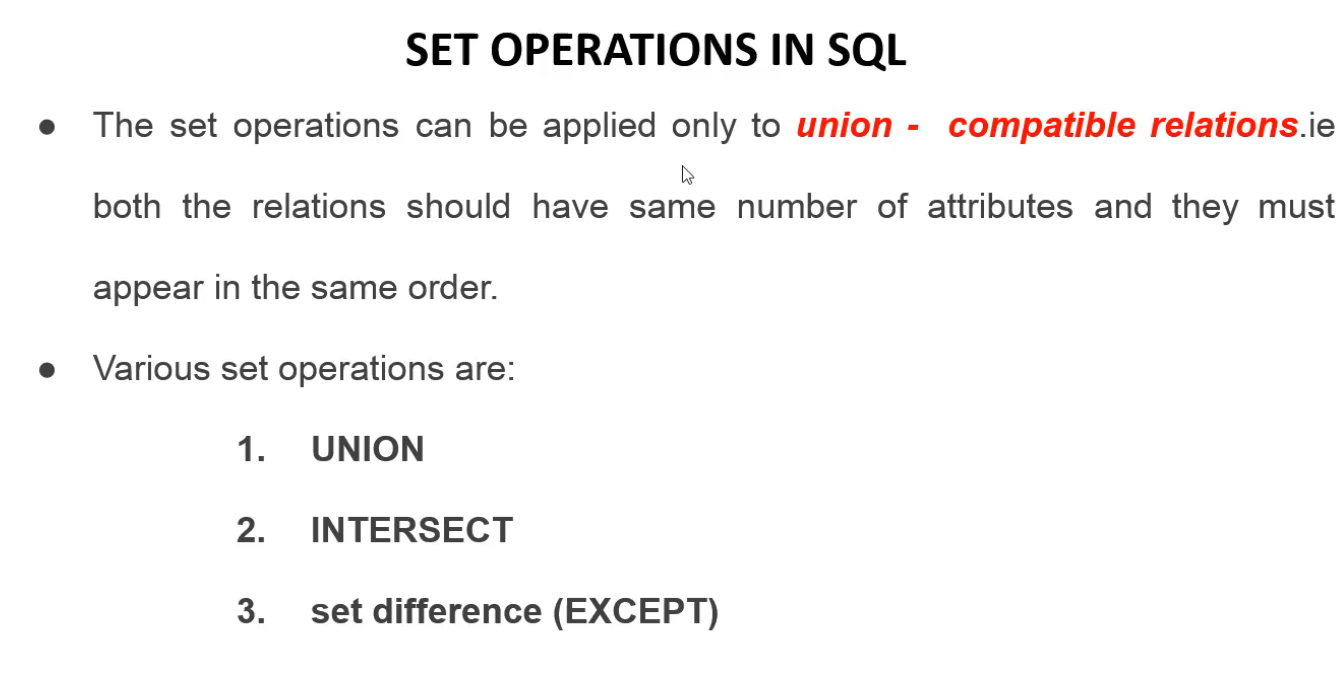 SET OPERATIONS IN SQL
● The set operations can be applied only to union - compatible relations.ie
both the relations should have same number of attributes and they must
appear in the same order.
● Various set operations are:
1. UNION
2. INTERSECT
3. set difference (EXCEPT)